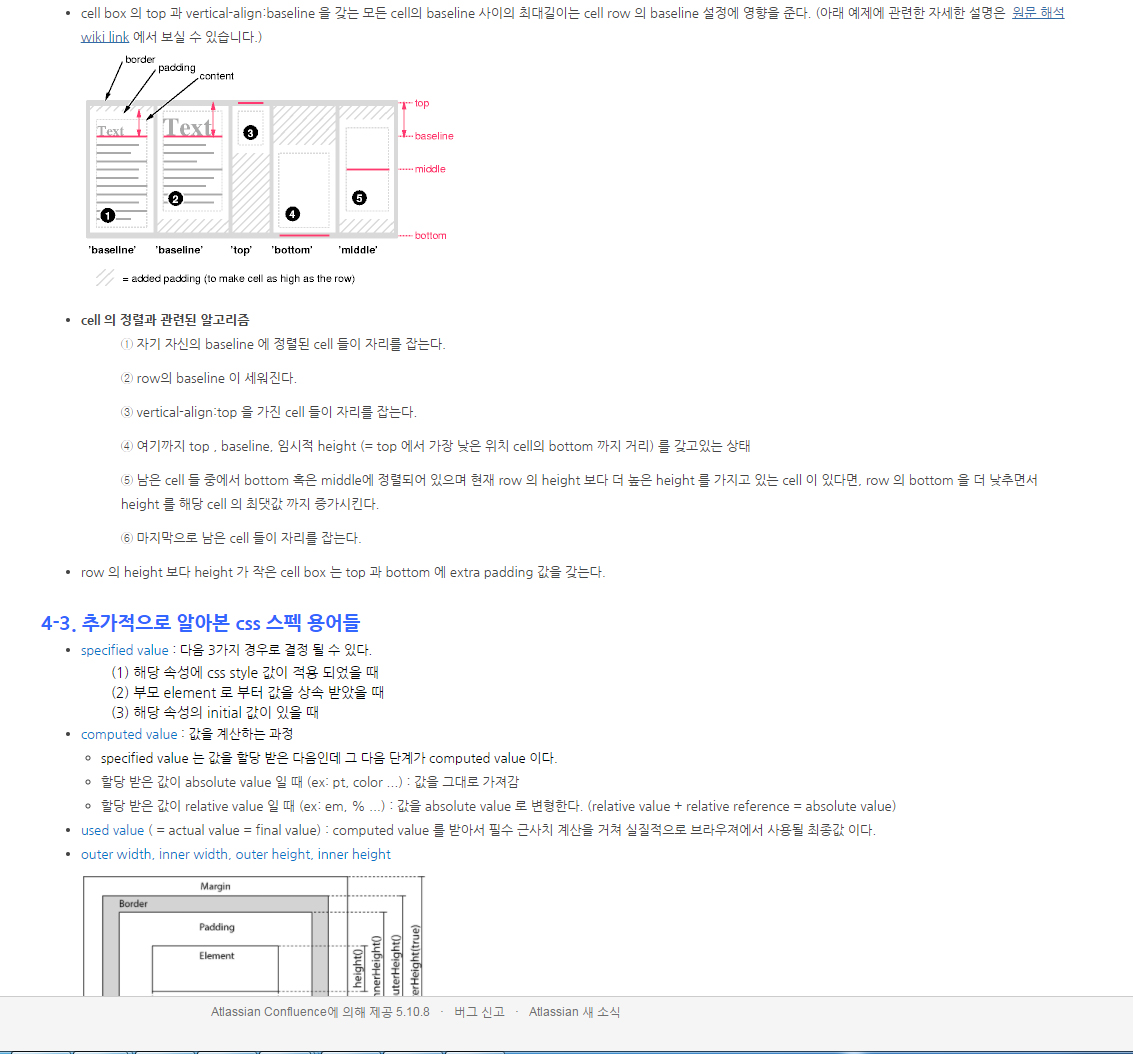 • cell box 의 top 과 vertical-align:baseline 을 갖는 모든 cell의 baseline 사이의 최대길이는 cell row 의 baseline 설정에 영향을 준다. (아래 예제에 관련한 자세한 설명은 원문 해석
wiki link 에서 보실 수 있습니다.)
border
padding
content
top
Text
Text
3
baseline
middle
1
2
4
5
bottom
'baseline' 'baseline' 'top' 'bottom' 'middle'
= added padding (to make cell as high as the row)
• cell 의 정렬과 관련된 알고리즘
① 자기 자신의 baseline 에 정렬된 cell 들이 자리를 잡는다.
② row의 baseline 이 세워진다.
③ vertical-align:top 을 가진 cell 들이 자리를 잡는다.
④ 여기까지 top , baseline, 임시적 height (= top 에서 가장 낮은 위치 cell의 bottom 까지 거리) 를 갖고있는 상태
⑤ 남은 cell 들 중에서 bottom 혹은 middle에 정렬되어 있으며 현재 row 의 height 보다 더 높은 height 를 가지고 있는 cell 이 있다면, row 의 bottom 을 더 낮추면서
height 를 해당 cell 의 최댓값 까지 증가시킨다.
⑥ 마지막으로 남은 cell 들이 자리를 잡는다.
• row 의 height 보다 height 가 작은 cell box 는 top 과 bottom 에 extra padding 값을 갖는다.
4-3. 추가적으로 알아본 css 스펙 용어들
• specified value : 다음 3가지 경우로 결정 될 수 있다.
(1) 해당 속성에 css style 값이 적용 되었을 때
(2) 부모 element 로 부터 값을 상속 받았을 때
(3) 해당 속성의 initial 값이 있을 때
• computed value : 값을 계산하는 과정
○ specified value 는 값을 할당 받은 다음인데 그 다음 단계가 computed value 이다.
○ 할당 받은 값이 absolute value 일 때 (ex: pt, color ...) : 값을 그대로 가져감
○ 할당 받은 값이 relative value 일 때 (ex: em, % ...) : 값을 absolute value 로 변형한다. (relative value + relative reference = absolute value)
• used value ( = actual value = final value) : computed value 를 받아서 필수 근사치 계산을 거쳐 실질적으로 브라우져에서 사용될 최종값 이다.
• outer width, inner width, outer height, inner height
Margin
Border
Padding
Element
height()
nnerHeight()
uterHeight()
erHeight(true)
Atlassian Confluence에 의해 제공 5.10.8 · 버그 신고 · Atlassian 새 소식